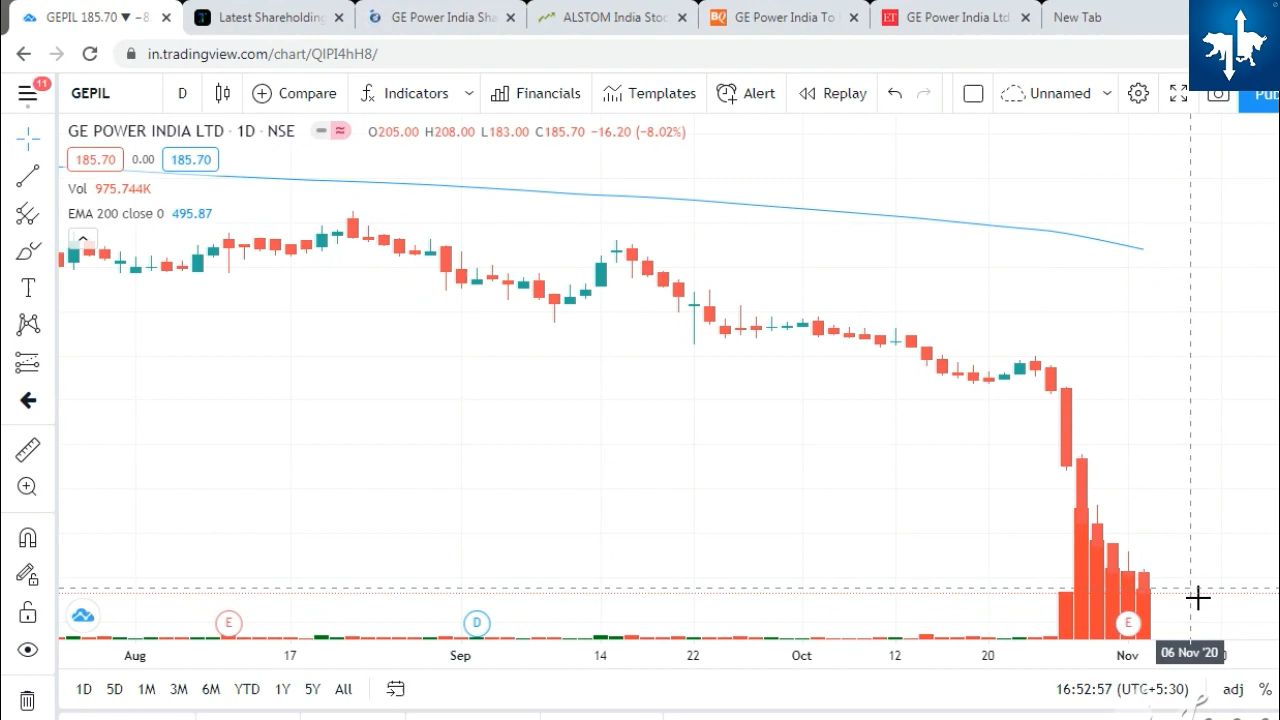 GEPIL 185.70 ▼ −8
Latest Shareholding
GE Power India Sha
ALSTOM India Stoc
GE Power India To
GE Power India Ltd
New Tab
in.tradingview.com/chart/QIPI4hH8/
11
GEPIL
D
Compare
Indicators
Financials
Templates
Alert
Replay
Unnamed
Pub
GE POWER INDIA LTD · 1D · NSE
O205.00 H208.00 L183.00 C185.70 −16.20 (−8.02%)
185.70 0.00 185.70
Vol 975.744K
EMA 200 close 0 495.87
E
D
E
Aug 17 Sep 14 22 Oct 12 20 Nov
06 Nov '20
1D 5D 1M 3M 6M YTD 1Y 5Y All
16:52:57 (UTC+5:30)
adj %